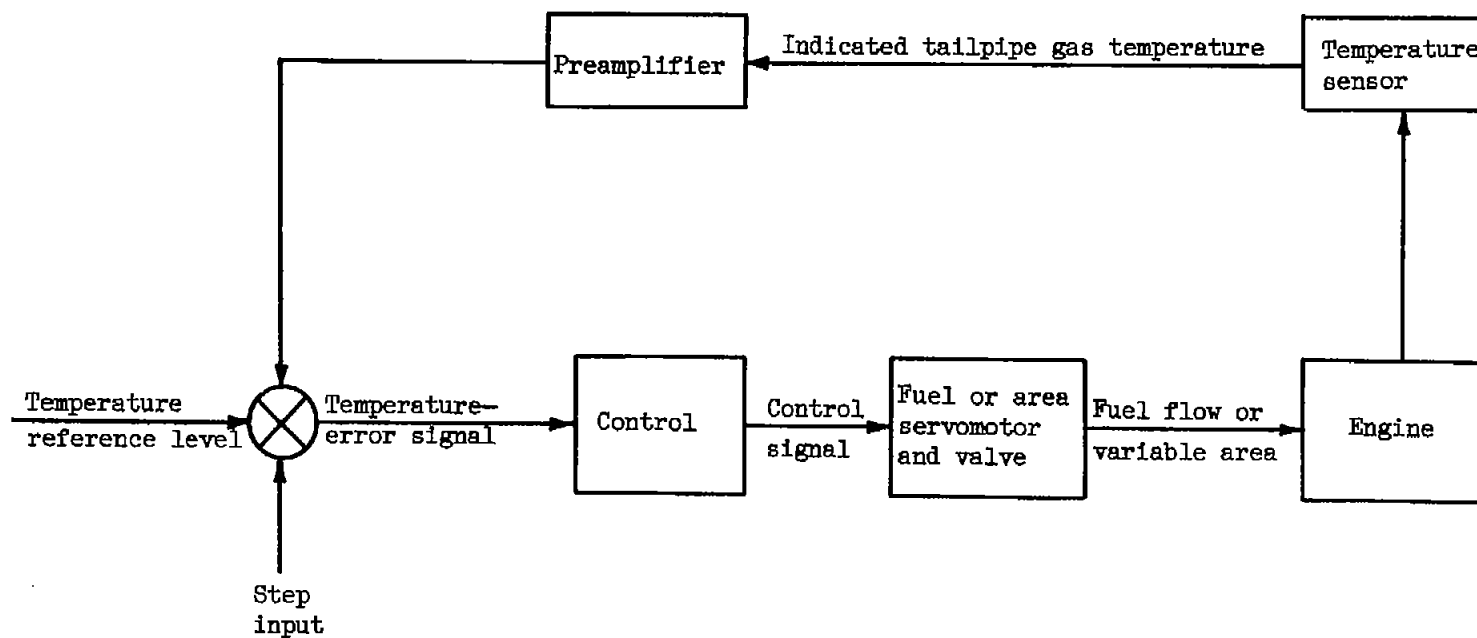 Preamplifier
Indicated tailpipe gas temperature
Temperature
sensor
Temperature
reference level
Temperature-
error signal
Control
Control
signal
Fuel or area
servomotor
and valve
Fuel flow or
variable area
Engine
Step
input